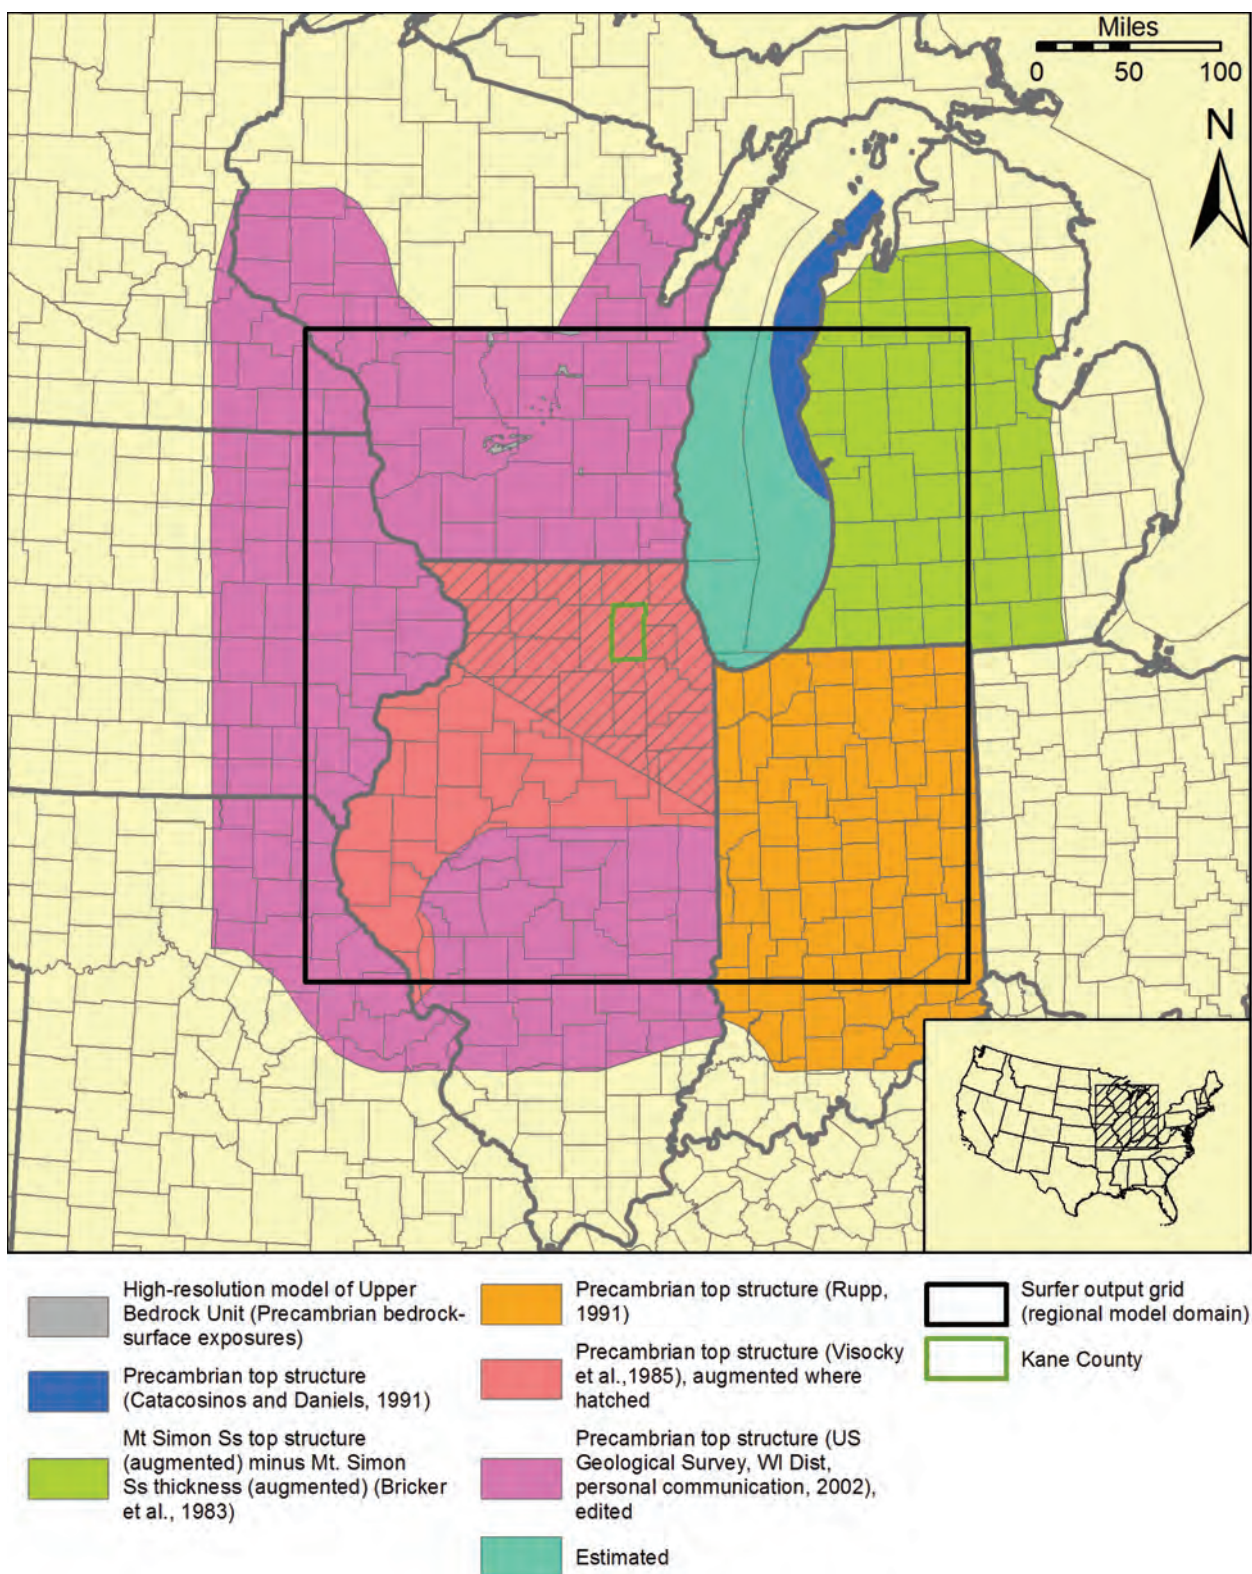 Miles
0 50 100
N
High-resolution model of Upper
Bedrock Unit (Precambrian bedrock-
surface exposures)
Precambrian top structure
(Catacosinos and Daniels, 1991)
Mt Simon Ss top structure
(augmented) minus Mt. Simon
Ss thickness (augmented) (Bricker
et al., 1983)
Precambrian top structure (Rupp,
1991)
Precambrian top structure (Visocky
et al.,1985), augmented where
hatched
Precambrian top structure (US
Geological Survey, WI Dist,
personal communication, 2002),
edited
Estimated
Surfer output grid
(regional model domain)
Kane County